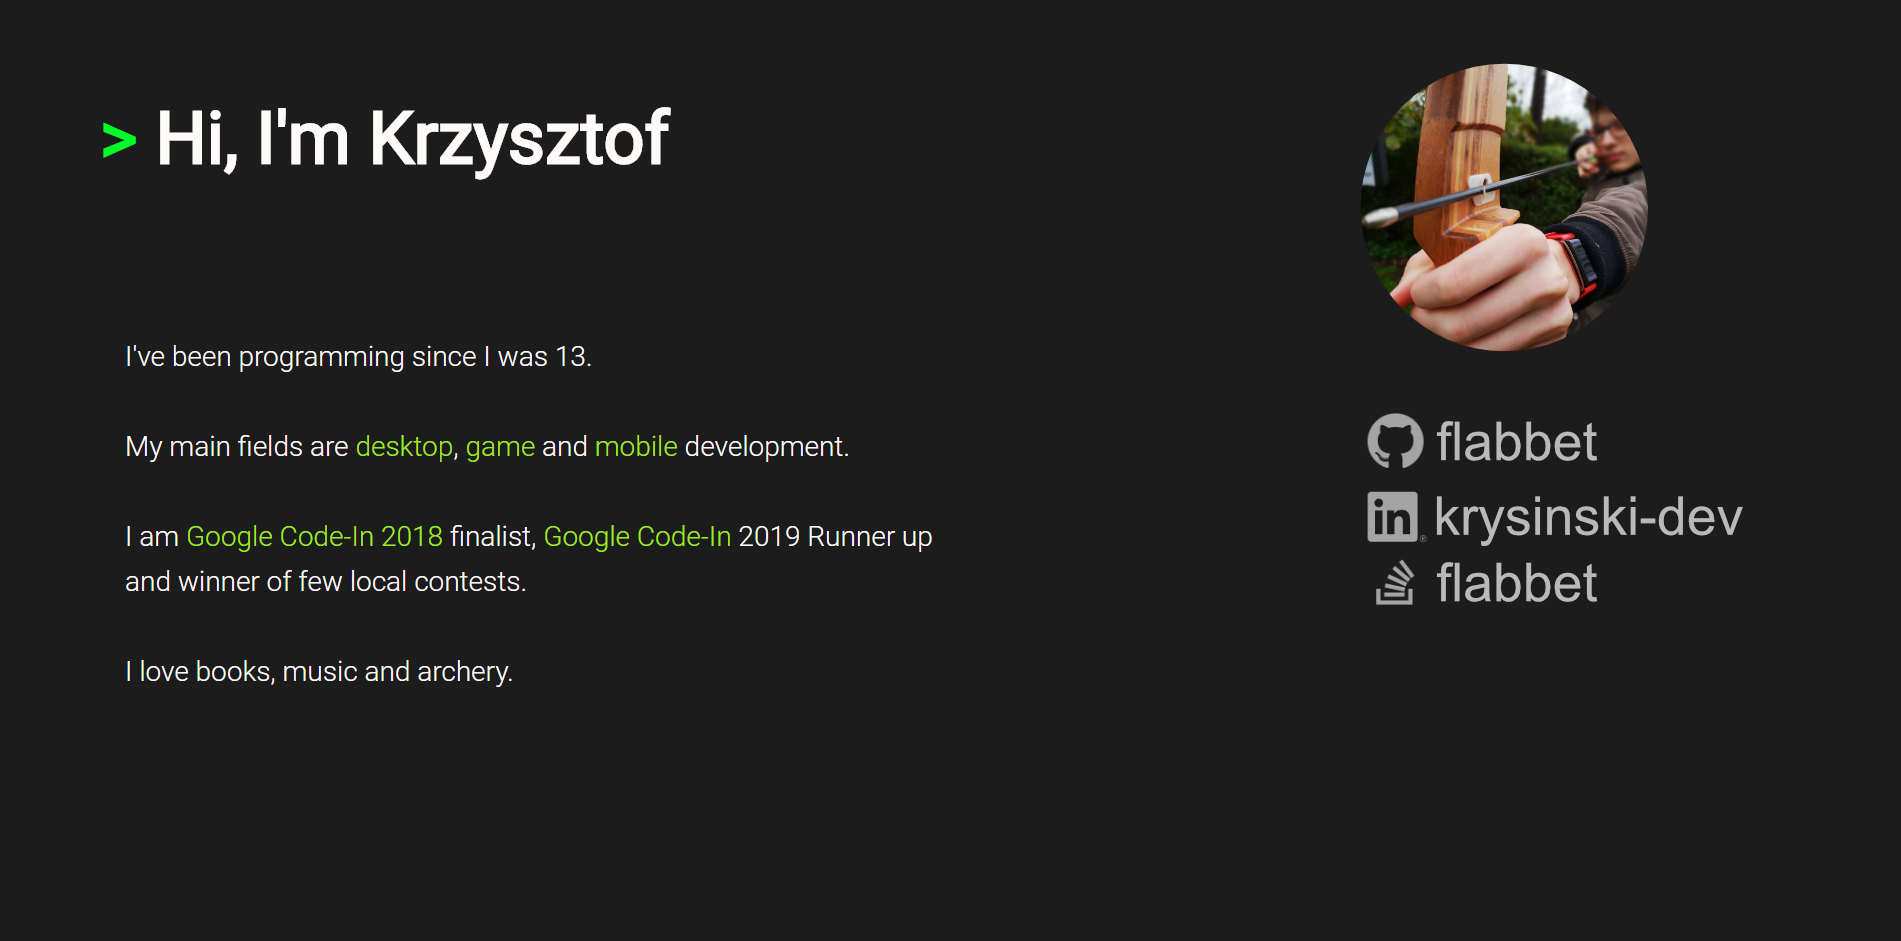 > Hi, I'm Krzysztof
I've been programming since I was 13.
My main fields are desktop, game and mobile development.
I am Google Code-In 2018 finalist, Google Code-In 2019 Runner up
and winner of few local contests.
I love books, music and archery.
flabbet
in® krysinski-dev
flabbet